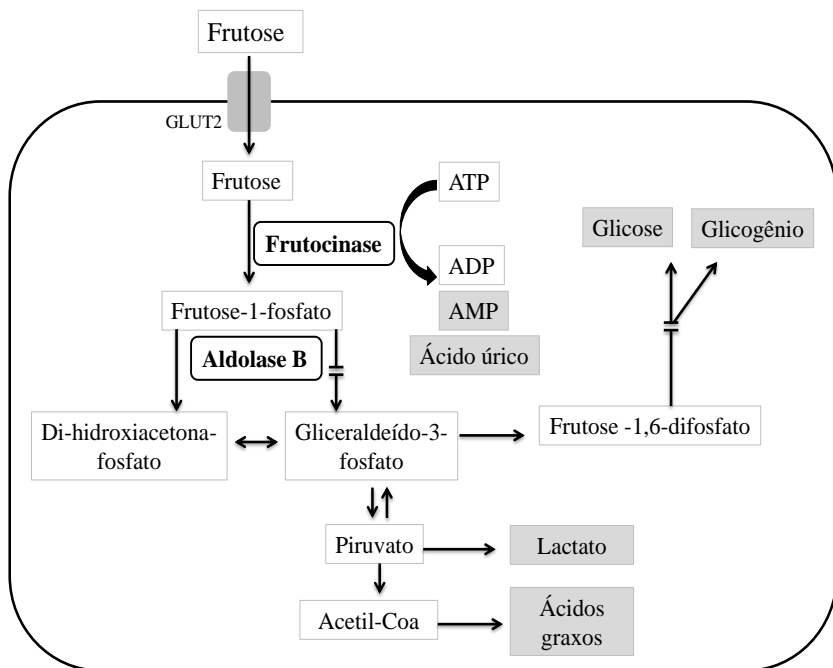 Frutose
GLUT2
Frutose
ATP
Frutocinase
ADP
Glicose
Glicogênio
Frutose-1-fosfato
AMP
Aldolase B
Ácido úrico
Di-hidroxiacetona-
fosfato
Gliceraldeído-3-
fosfato
Frutose -1,6-difosfato
Piruvato
Lactato
Acetil-Coa
Ácidos
graxos